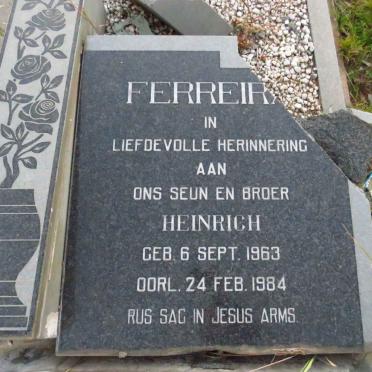 FERREIRA
IN
LIEFDEVOLLE HERINNERING
AAN
ONS SEUN EN BROER
HEINRICH
GEB. 6 SEPT. 1963
OORL. 24 FEB. 1984
RUS SAG IN JESUS ARMS.